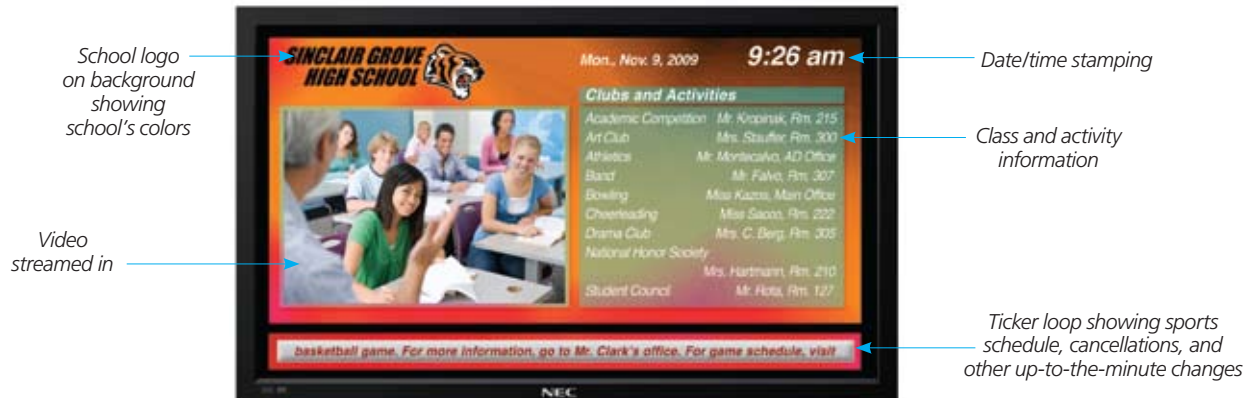 School logo
on background
showing
school's colors
SINCLAIR GROVE
HIGH SCHOOL
Mon., Nov. 9, 2009 9:26 am
Date/time stamping
Clubs and Activities
Academic Competition Mr. Kropinak, Rm. 215
Art Club Mrs. Stauffer, Rm. 300
Athletics Mr. Montecalvo, AD Office
Band Mr. Falvo, Rm. 307
Bowling Miss Kazos, Main Office
Cheerleading Miss Sacco, Rm. 222
Drama Club Mrs. C. Berg, Rm. 305
National Honor Society
Mrs. Hartmann, Rm. 210
Student Council Mr. Rota, Rm. 127
Class and activity
information
Video
streamed in
basketball game. For more information, go to Mr. Clark's office. For game schedule, visit
Ticker loop showing sports
schedule, cancellations, and
other up-to-the-minute changes
NEC